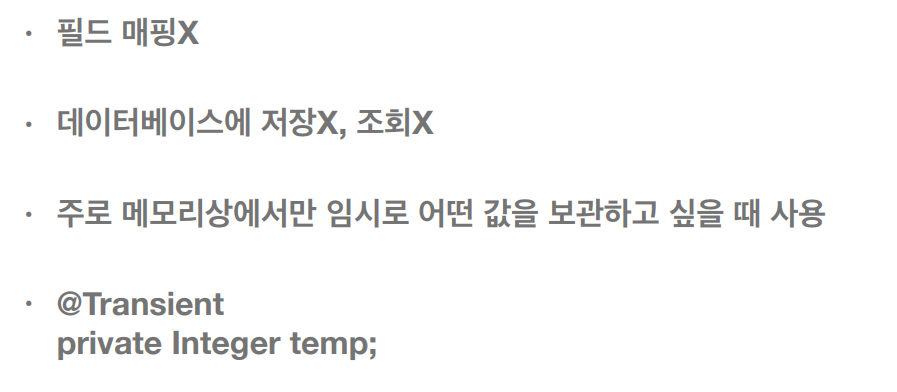 • 필드 매핑X
• 데이터베이스에 저장X, 조회X
• 주로 메모리상에서만 임시로 어떤 값을 보관하고 싶을 때 사용
• @Transient
private Integer temp;